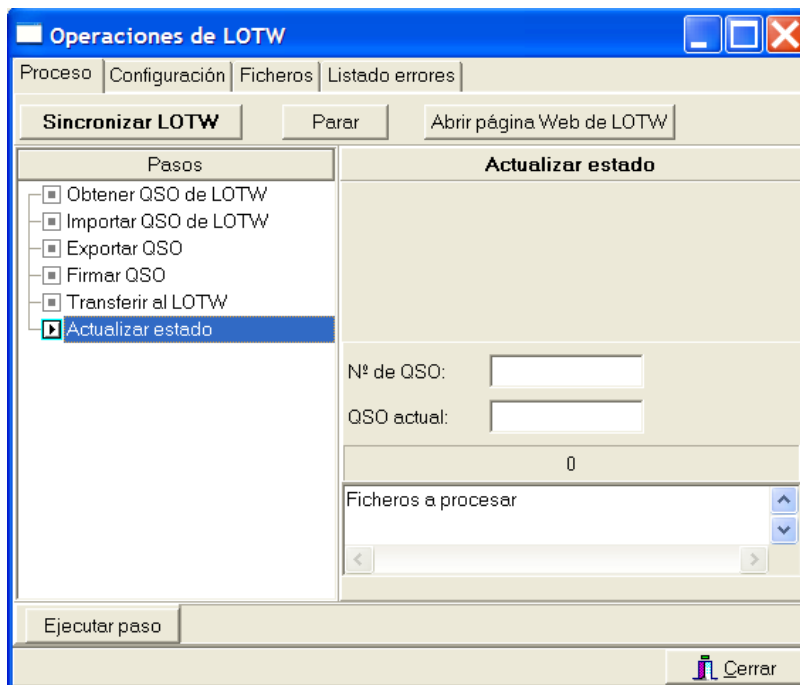 Operaciones de LOTW
Proceso Configuración Ficheros Listado errores
Sincronizar LOTW Parar Abrir página Web de LOTW
Pasos
Obtener QSO de LOTW
Importar QSO de LOTW
Exportar QSO
Firmar QSO
Transferir al LOTW
Actualizar estado
Actualizar estado
Nº de QSO:
QSO actual:
0
Ficheros a procesar
Ejecutar paso
Cerrar